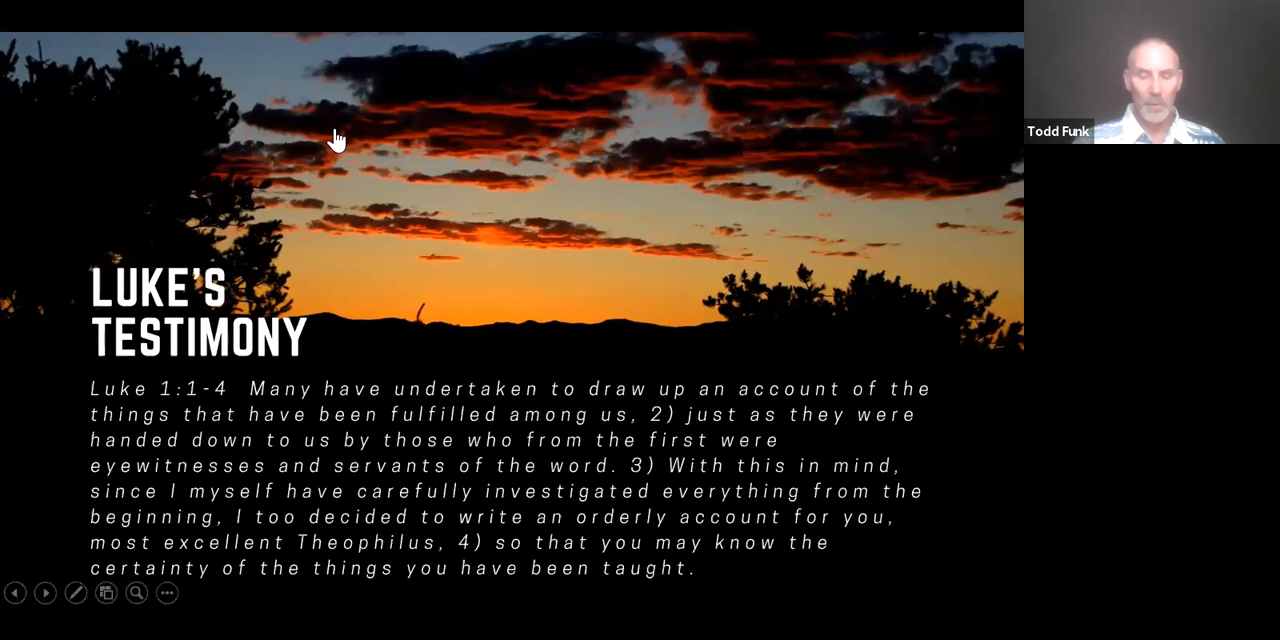 Todd Funk
LUKE'S
TESTIMONY
Luke 1:1-4 Many have undertaken to draw up an account of the
things that have been fulfilled among us, 2) just as they were
handed down to us by those who from the first were
eyewitnesses and servants of the word. 3) With this in mind,
since I myself have carefully investigated everything from the
beginning, I too decided to write an orderly account for you,
most excellent Theophilus, 4) so that you may know the
certainty of the things you have been taught.